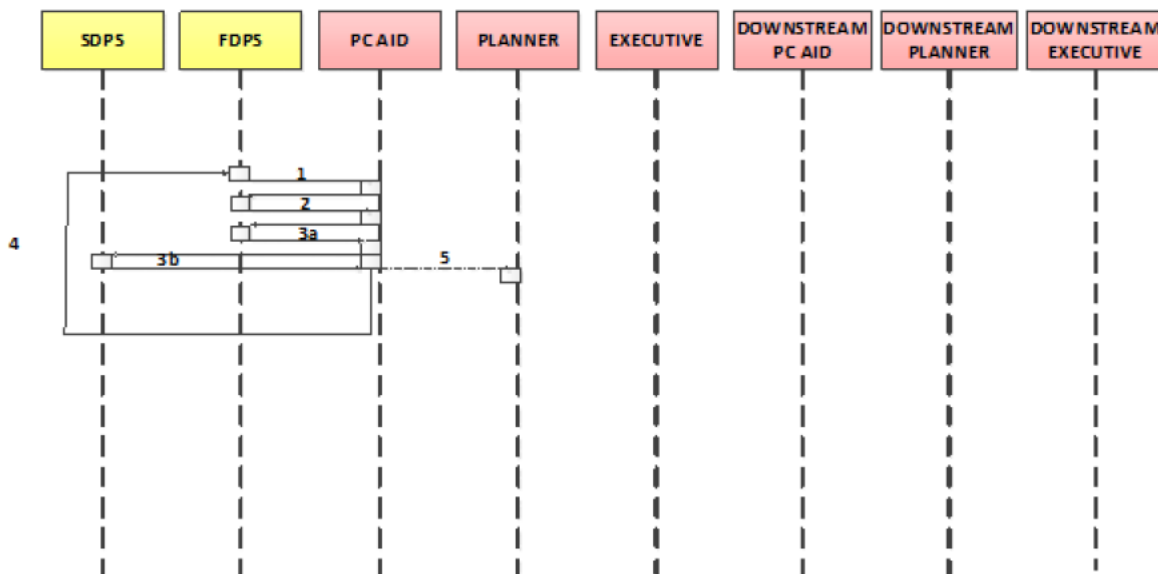 SDPS
FDPS
PC AID
PLANNER
EXECUTIVE
DOWNSTREAM
PC AID
DOWNSTREAM
PLANNER
DOWNSTREAM
EXECUTIVE
1
2
3a
4
3b
5